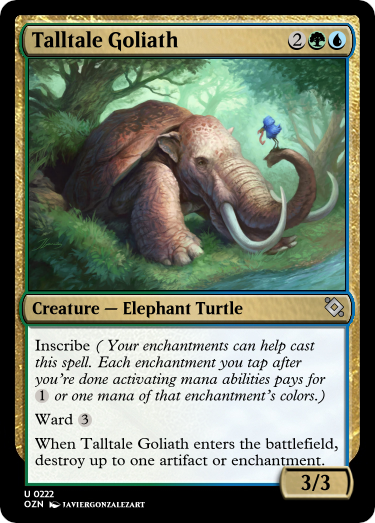 Talltale Goliath 2
Creature — Elephant Turtle
Inscribe ( Your enchantments can help cast
this spell. Each enchantment you tap after
you're done activating mana abilities pays for
1 or one mana of that enchantment's colors.)
Ward 3
When Talltale Goliath enters the battlefield,
destroy up to one artifact or enchantment.
3/3
U 0222
OZN JAVIERGONZALEZART